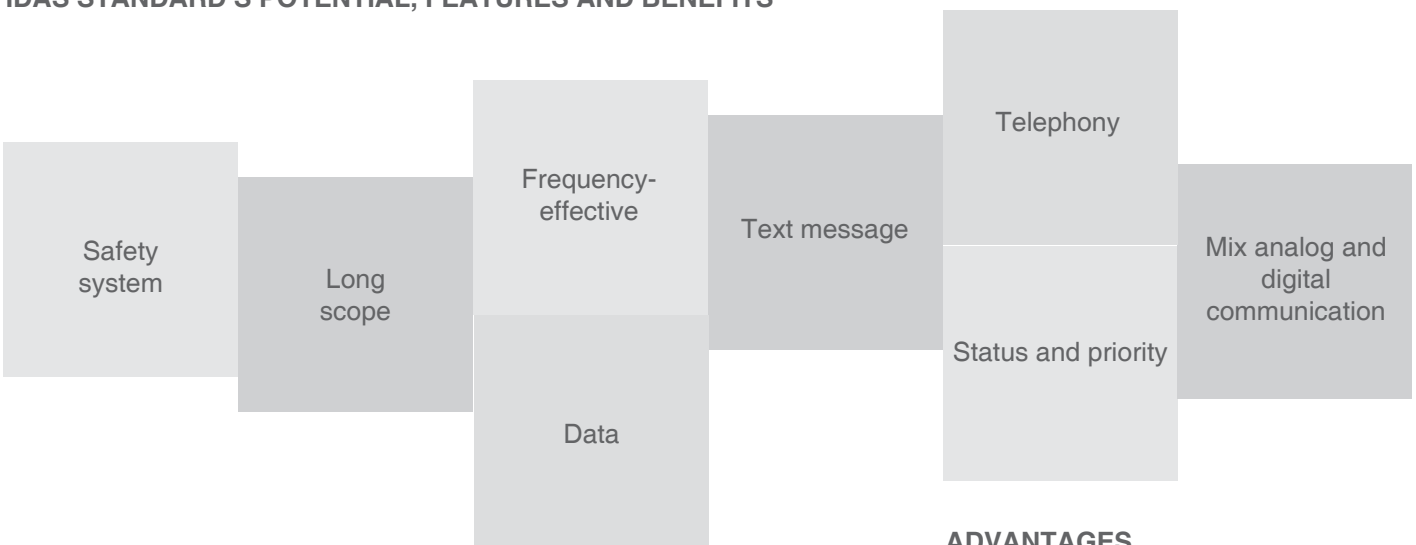 IDAS STANDARD'S POTENTIAL, FEATURES AND BENEFITS
Safety
system
Long
scope
Frequency-
effective
Data
Text message
Telephony
Status and priority
Mix analog and
digital
communication
ADVANTAGES